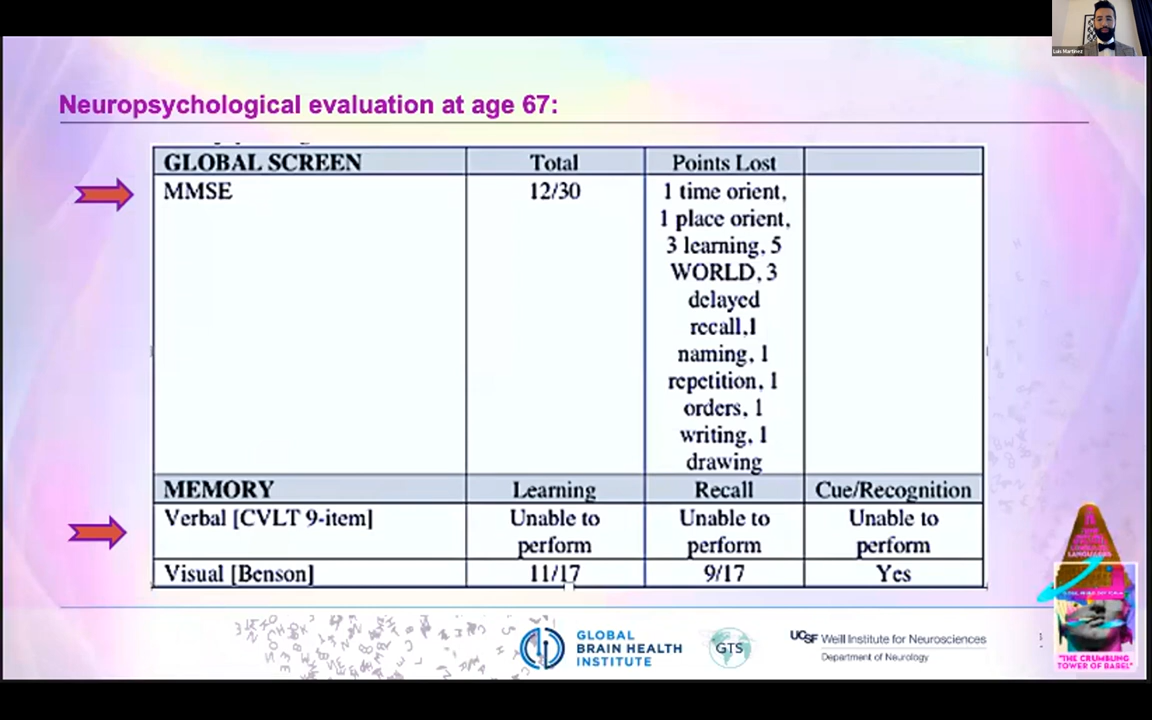 Luis Martinez
Neuropsychological evaluation at age 67:
GLOBAL SCREEN Total Points Lost
MMSE 12/30 1 time orient,
1 place orient,
3 learning, 5
WORLD, 3
delayed
recall,1
naming, 1
repetition, 1
orders, 1
writing, 1
drawing
MEMORY Learning Recall Cue/Recognition
Verbal [CVLT 9-item] Unable to Unable to Unable to
perform perform perform
Visual [Benson] 11/17 9/17 Yes
GLOBAL
BRAIN HEALTH
INSTITUTE
GTS
UCSF Weill Institute for Neurosciences
Department of Neurology
"THE CRUMBLING
TOWER OF BABEL"